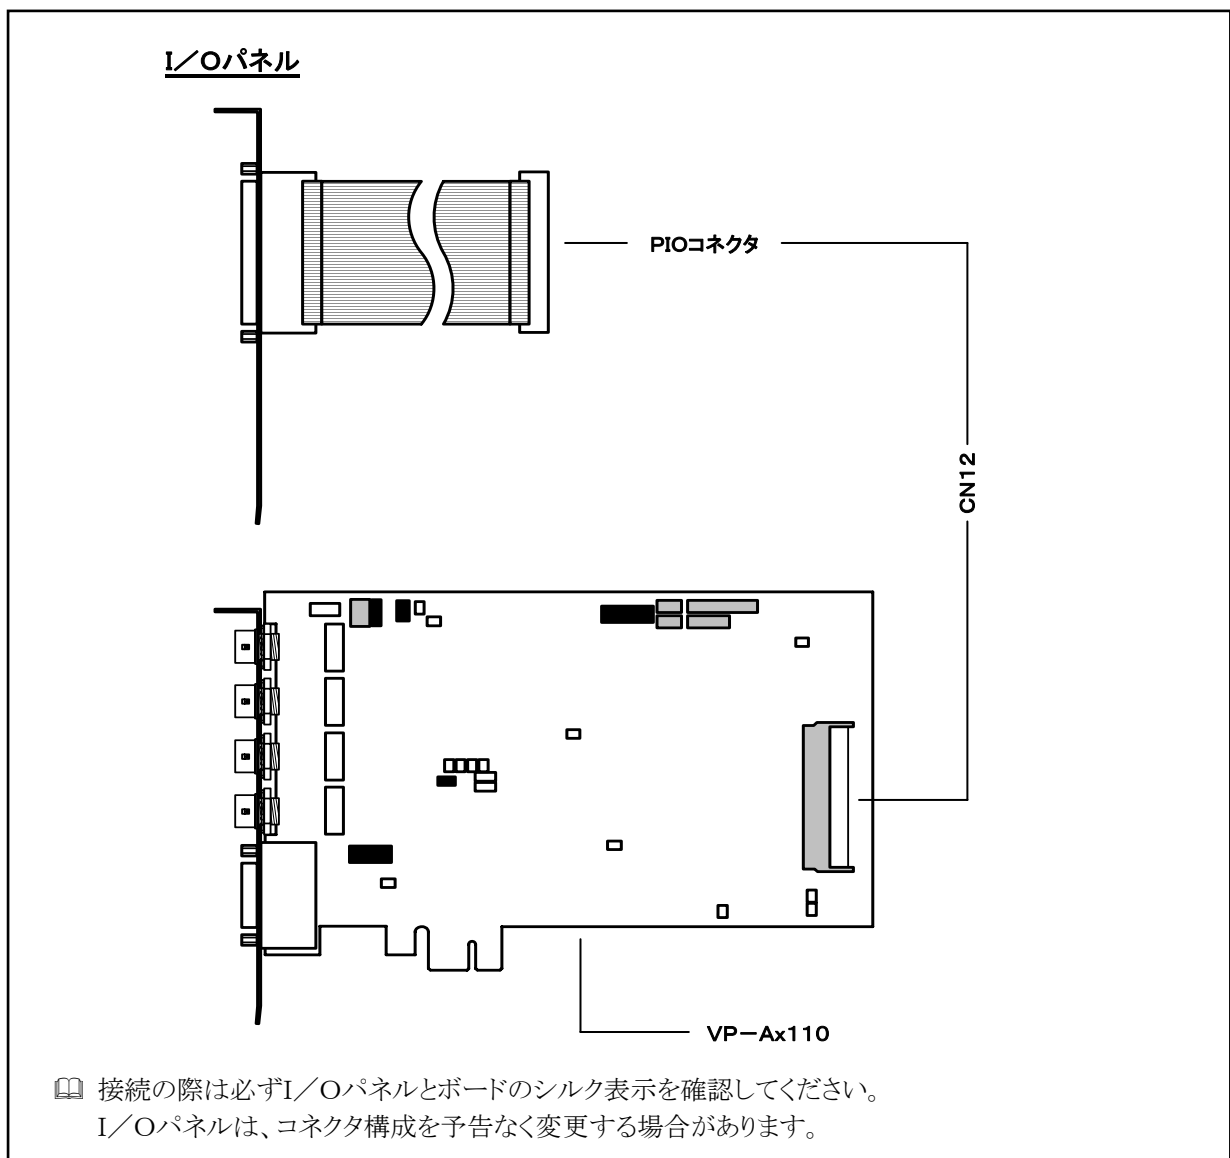 I／Oパネル
PIOコネクタ
CN12
VP－Ax110
接続の際は必ずI／Oパネルとボードのシルク表示を確認してください。
I／Oパネルは、コネクタ構成を予告なく変更する場合があります。